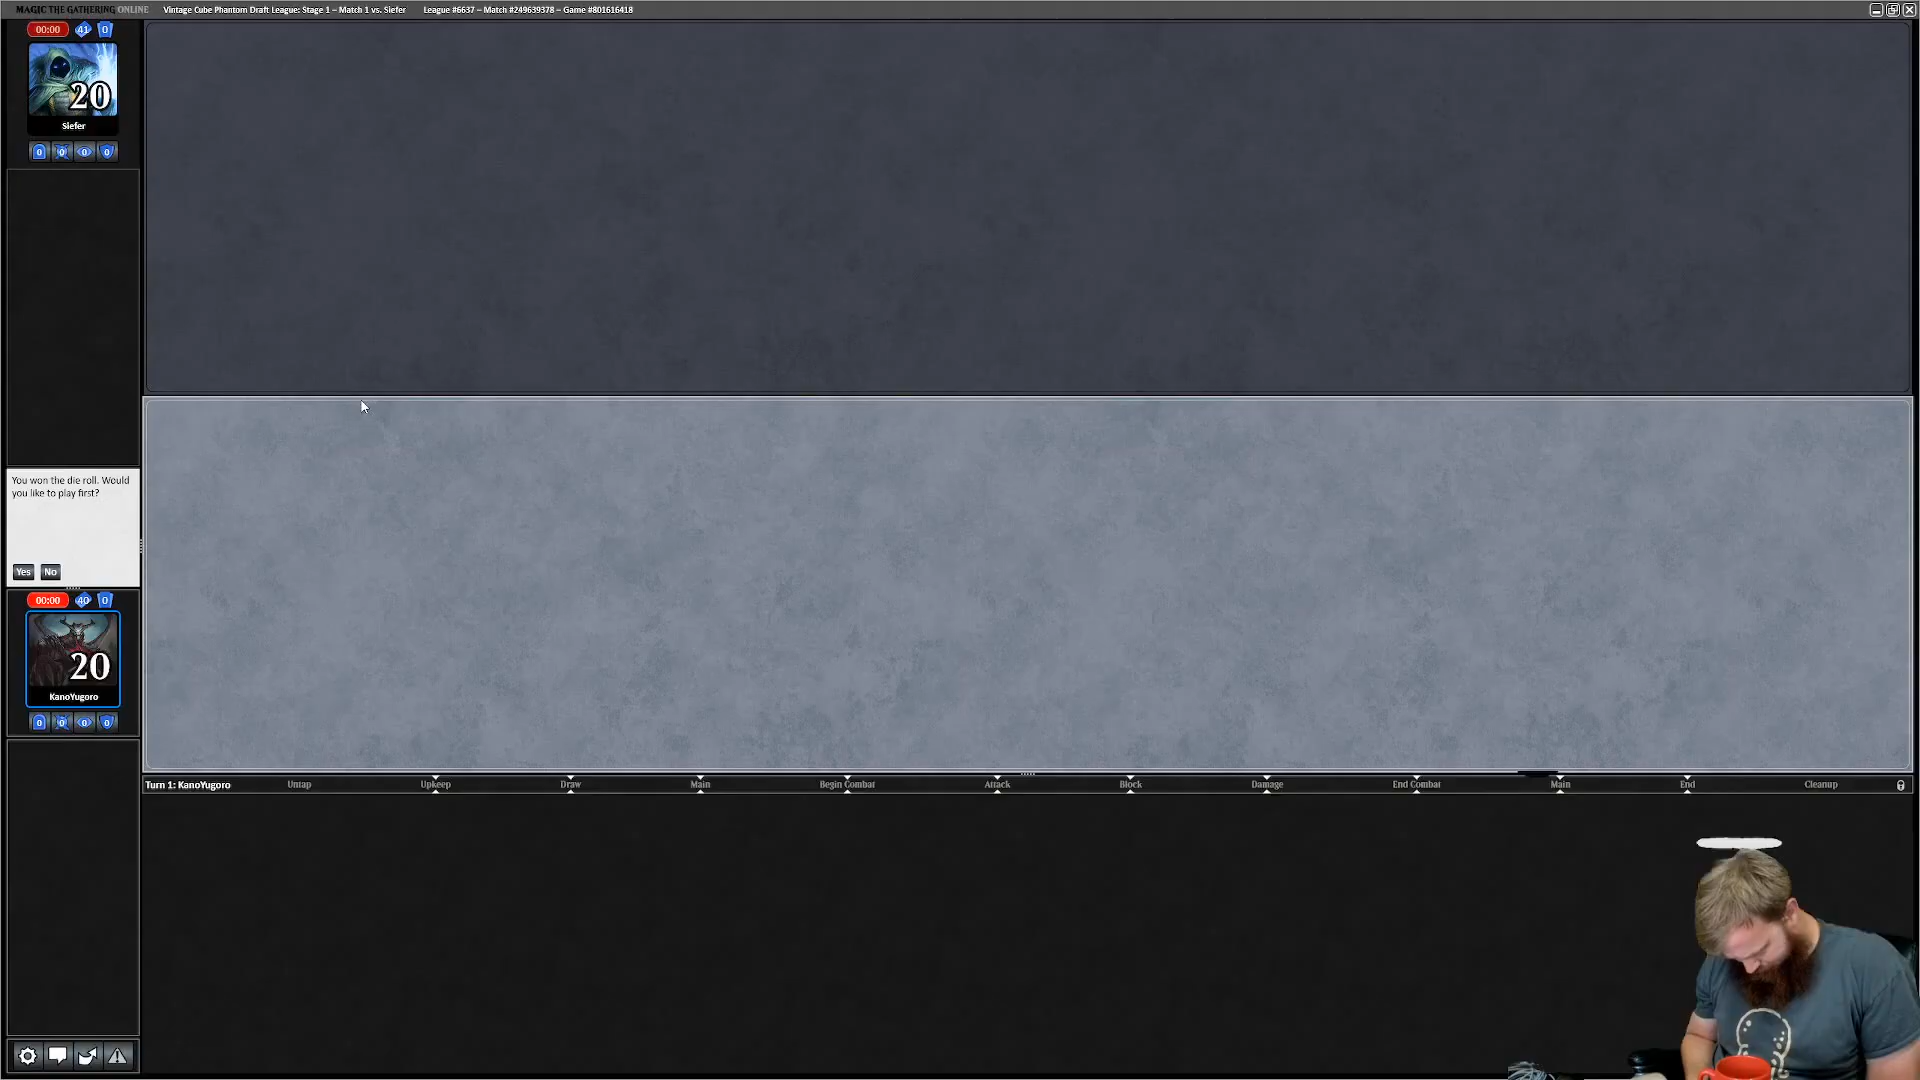 MAGIC THE GATHERING ONLINE
Vintage Cube Phantom Draft League: Stage 1 – Match 1 vs. Siefer
League #6637 – Match #249639378 – Game #801616418
00:00 41 0
20
Siefer
0 0 0 0
You won the die roll. Would
you like to play first?
Yes No
00:00 40 0
20
KanoYugoro
0 0 0 0
Turn 1: KanoYugoro Untap Upkeep Draw Main Begin Combat Attack Block Damage End Combat Main End Cleanup